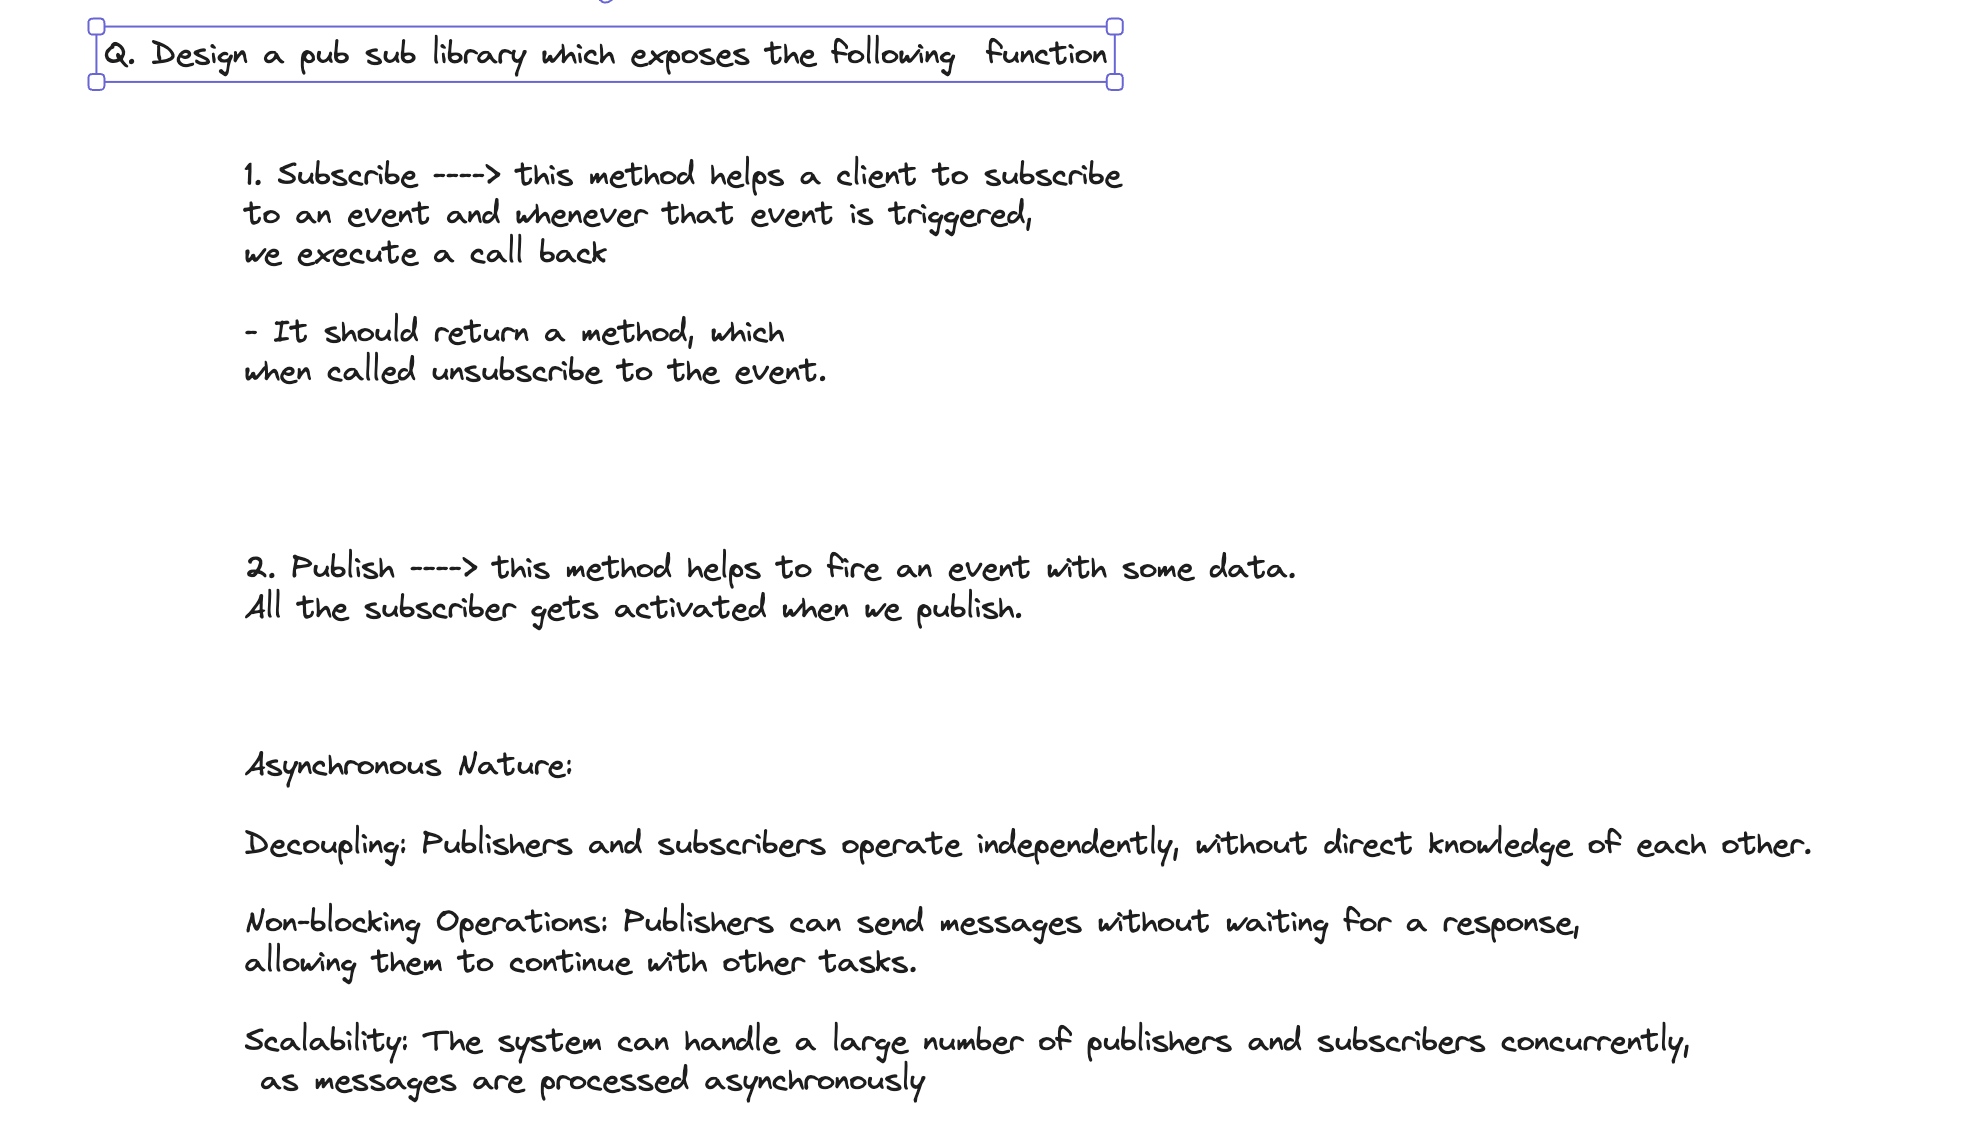 Q. Design a pub sub library which exposes the following  function
1. Subscribe ----> this method helps a client to subscribe
to an event and whenever that event is triggered,
we execute a call back
- It should return a method, which
when called unsubscribe to the event.
2. Publish ----> this method helps to fire an event with some data.
All the subscriber gets activated when we publish.
Asynchronous Nature:
Decoupling: Publishers and subscribers operate independently, without direct knowledge of each other.
Non-blocking Operations: Publishers can send messages without waiting for a response,
allowing them to continue with other tasks.
Scalability: The system can handle a large number of publishers and subscribers concurrently,
as messages are processed asynchronously